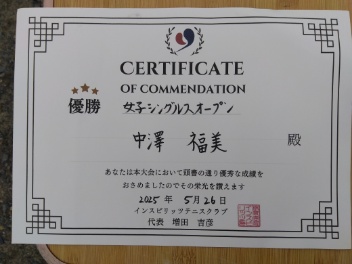 CERTIFICATE
OF COMMENDATION
優勝 女子シングルスオープン
中澤 福美 殿
あなたは本大会において頭書の通り優秀な成績を
おさめましたのでその栄光を讃えます
2025 年 5月 26日
インスピリッツテニスクラブ
代表 増田 吉彦